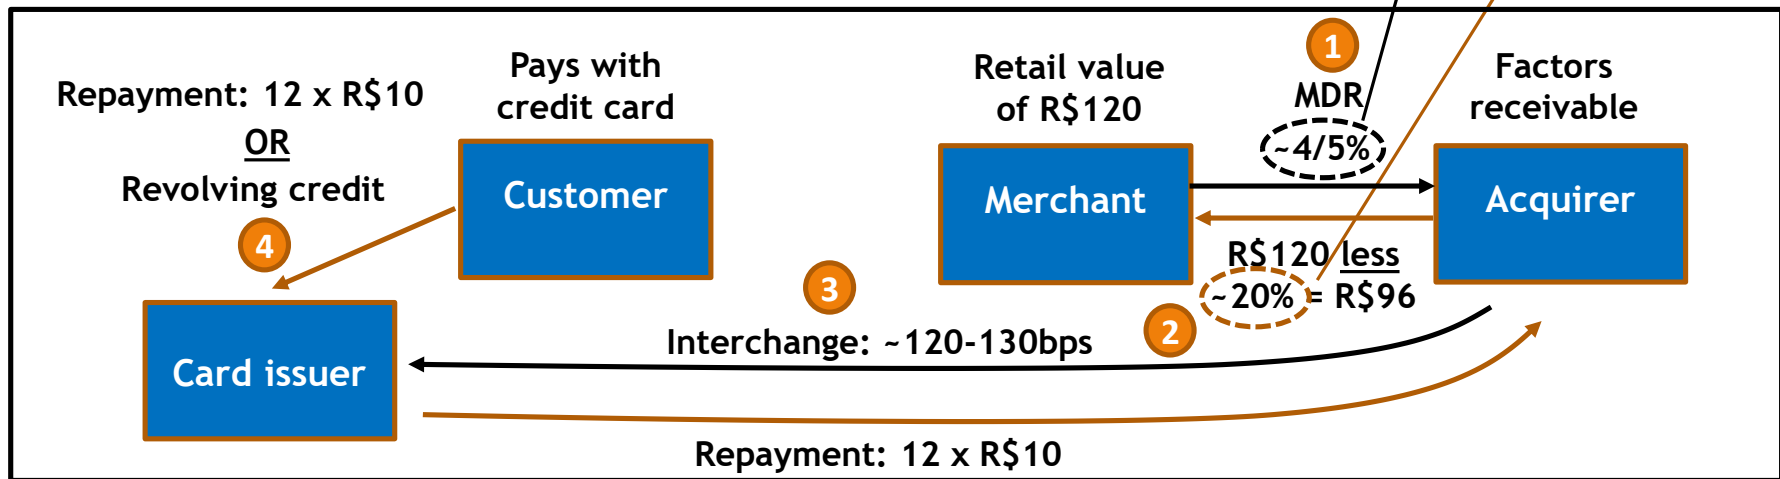 Repayment: 12 x R$10
OR
Revolving credit
4
Pays with
credit card
Customer
Retail value
of R$120
Merchant
1
MDR
~4/5%
Factors
receivable
Acquirer
R$120 less
~20% = R$96
2
3
Interchange: ~120-130bps
Card issuer
Repayment: 12 x R$10